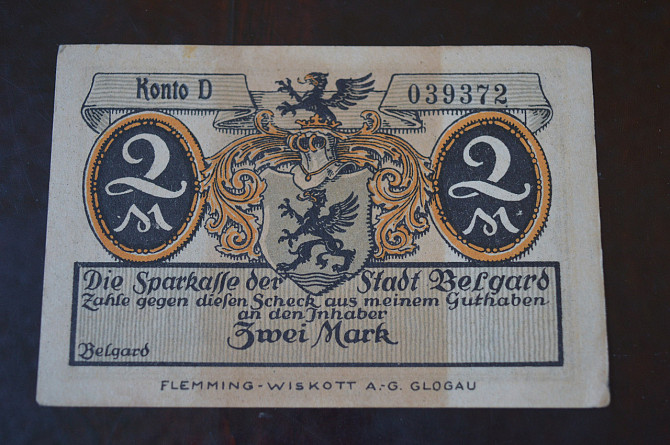 Konto D
039372
2 M
2 M
Die Sparkasse der Stadt Belgard
Zahle gegen diesen Scheck aus meinem Guthaben
an den Inhaber
Zwei Mark
Belgard
FLEMMING-WISKOTT A.-G. GLOGAU